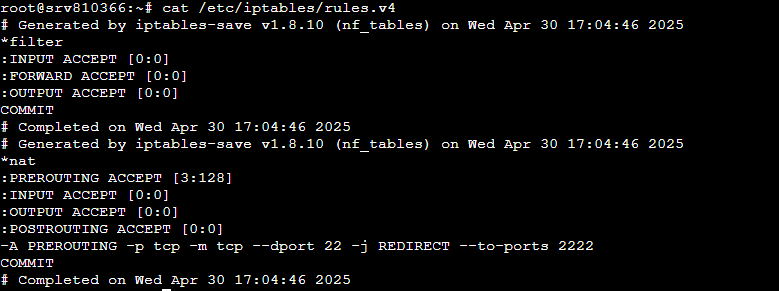 root@srv810366:~# cat /etc/iptables/rules.v4
# Generated by iptables-save v1.8.10 (nf_tables) on Wed Apr 30 17:04:46 2025
*filter
:INPUT ACCEPT [0:0]
:FORWARD ACCEPT [0:0]
:OUTPUT ACCEPT [0:0]
COMMIT
# Completed on Wed Apr 30 17:04:46 2025
# Generated by iptables-save v1.8.10 (nf_tables) on Wed Apr 30 17:04:46 2025
*nat
:PREROUTING ACCEPT [3:128]
:INPUT ACCEPT [0:0]
:OUTPUT ACCEPT [0:0]
:POSTROUTING ACCEPT [0:0]
-A PREROUTING -p tcp -m tcp --dport 22 -j REDIRECT --to-ports 2222
COMMIT
# Completed on Wed Apr 30 17:04:46 2025